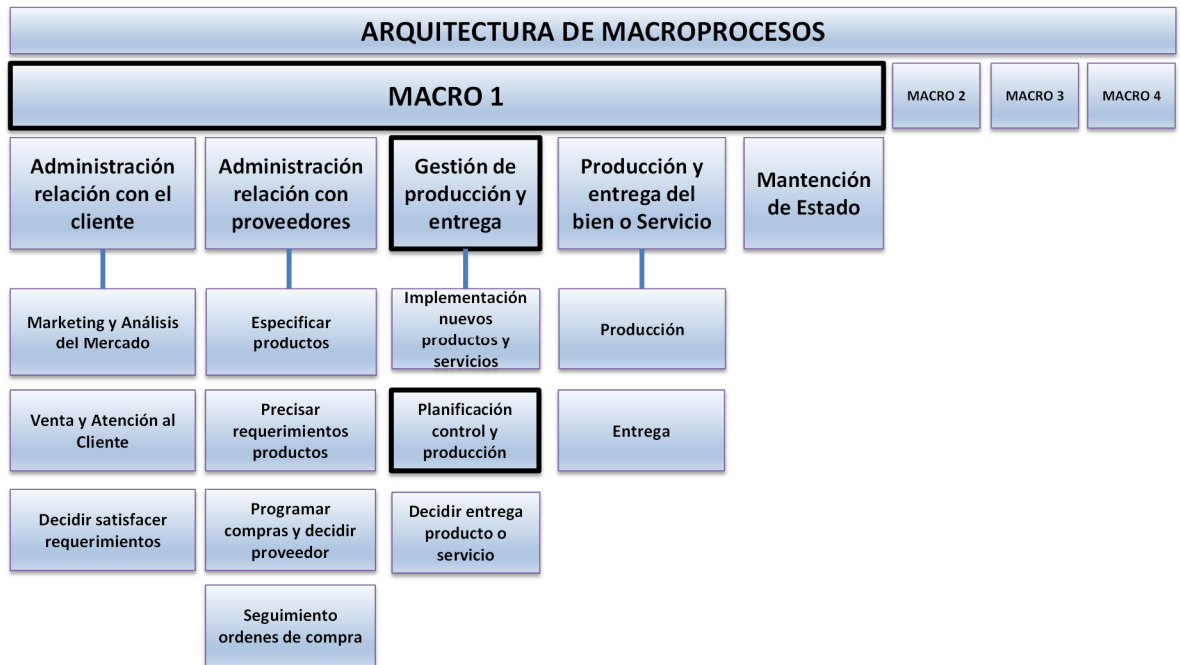 ARQUITECTURA DE MACROPROCESOS
MACRO 1
MACRO 2
MACRO 3
MACRO 4
Administración
relación con el
cliente
Administración
relación con
proveedores
Gestión de
producción y
entrega
Producción y
entrega del
bien o Servicio
Mantención
de Estado
Marketing y Análisis
del Mercado
Especificar
productos
Implementación
nuevos
productos y
servicios
Producción
Venta y Atención al
Cliente
Precisar
requerimientos
productos
Planificación
control y
producción
Entrega
Decidir satisfacer
requerimientos
Programar
compras y decidir
proveedor
Decidir entrega
producto o
servicio
Seguimiento
ordenes de compra